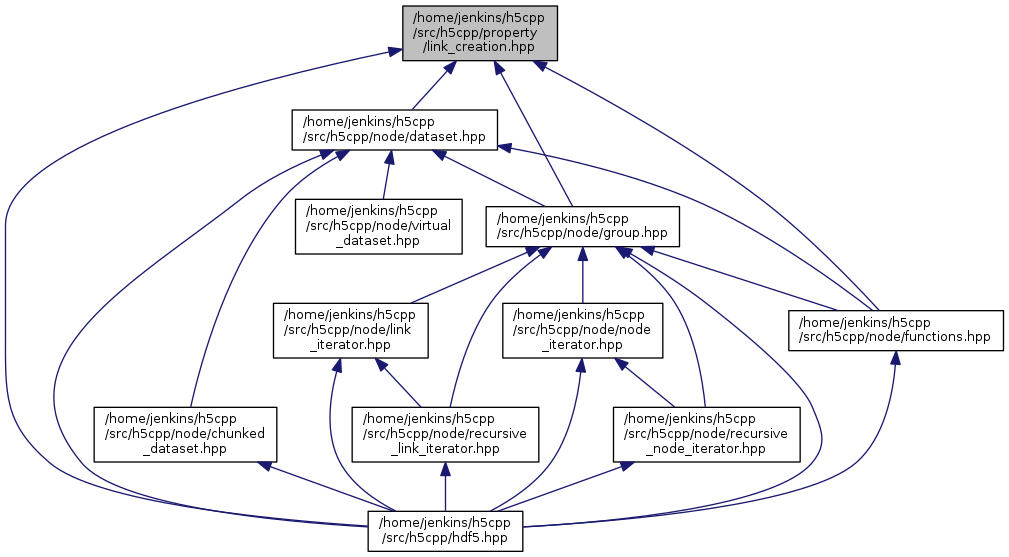 /home/jenkins/h5cpp
/src/h5cpp/property
/link_creation.hpp
/home/jenkins/h5cpp
/src/h5cpp/node/dataset.hpp
/home/jenkins/h5cpp
/src/h5cpp/node/virtual
_dataset.hpp
/home/jenkins/h5cpp
/src/h5cpp/node/group.hpp
/home/jenkins/h5cpp
/src/h5cpp/node/link
_iterator.hpp
/home/jenkins/h5cpp
/src/h5cpp/node/node
_iterator.hpp
/home/jenkins/h5cpp
/src/h5cpp/node/functions.hpp
/home/jenkins/h5cpp
/src/h5cpp/node/chunked
_dataset.hpp
/home/jenkins/h5cpp
/src/h5cpp/node/recursive
_link_iterator.hpp
/home/jenkins/h5cpp
/src/h5cpp/node/recursive
_node_iterator.hpp
/home/jenkins/h5cpp
/src/h5cpp/hdf5.hpp